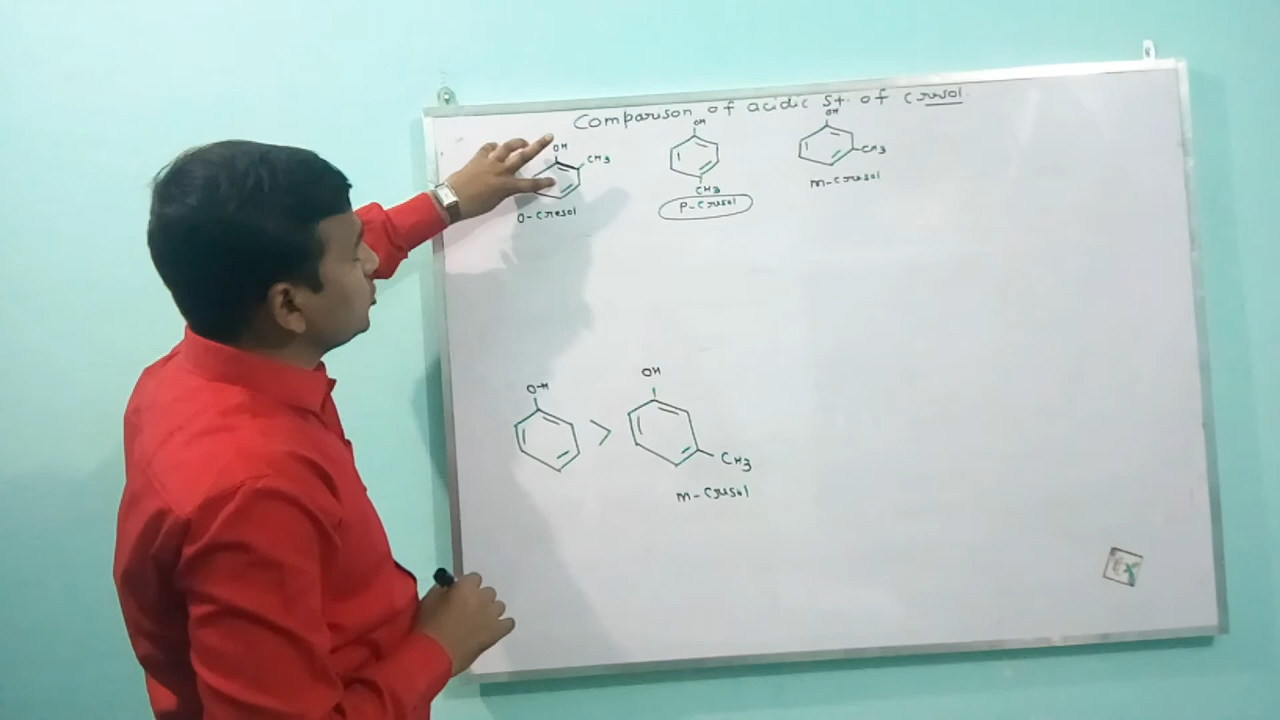 Comparison of acidic St. of Cresol.
OH
CH3
O-Cresol
OH
CH3
P-Cresol
OH
CH3
m-Cresol
O-H
>
OH
CH3
m-Cresol